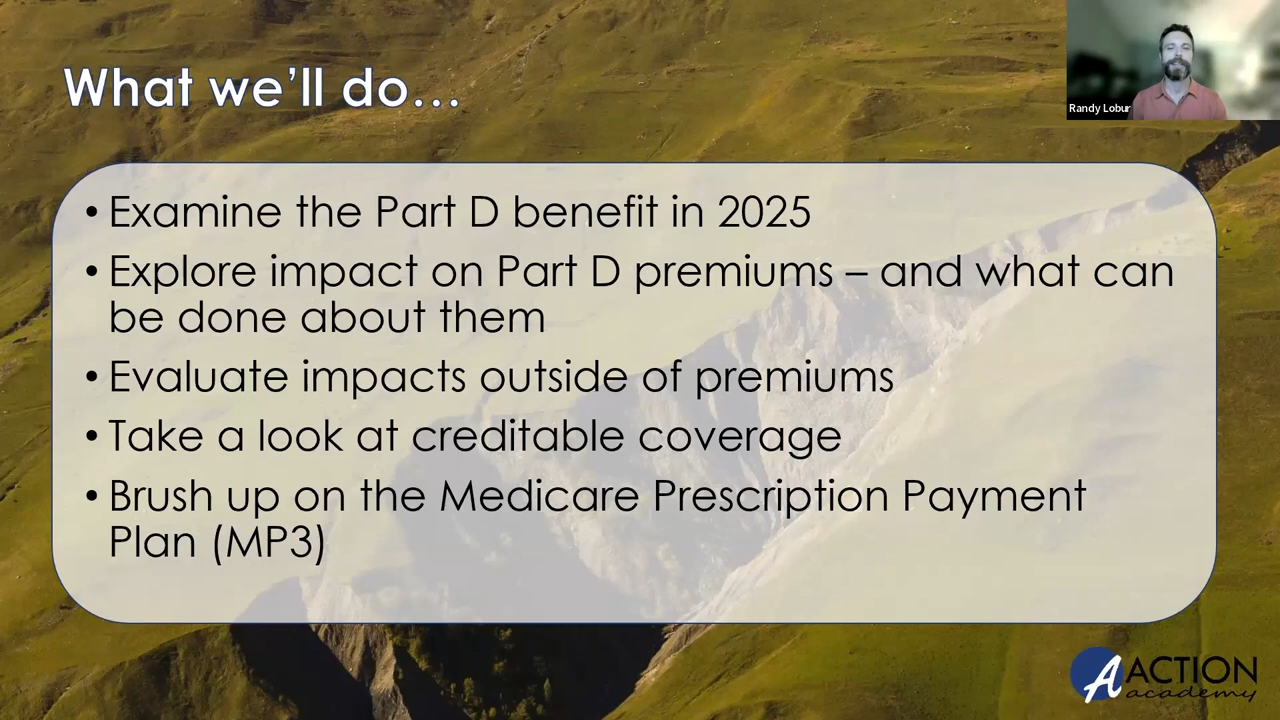 What we'll do…
Randy Lobur
• Examine the Part D benefit in 2025
• Explore impact on Part D premiums – and what can
be done about them
• Evaluate impacts outside of premiums
• Take a look at creditable coverage
• Brush up on the Medicare Prescription Payment
Plan (MP3)
A ACTION
academy